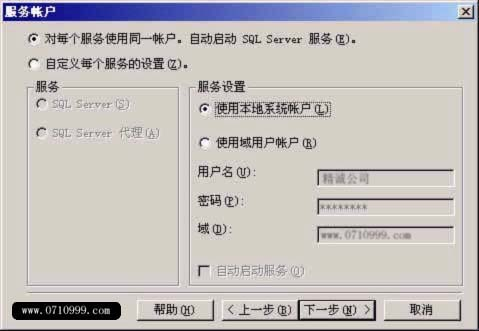 服务帐户
对每个服务使用同一帐户。自动启动 SQL Server 服务(E)。
自定义每个服务的设置(Z)。
服务
SQL Server(S)
SQL Server 代理(A)
服务设置
使用本地系统帐户(L)
使用域用户帐户(R)
用户名(U):
精诚公司
密码(P):
********
域(D):
www.0710999.com
自动启动服务(O)
www.0710999.com
帮助(H)
< 上一步(B)
下一步(N) >
取消